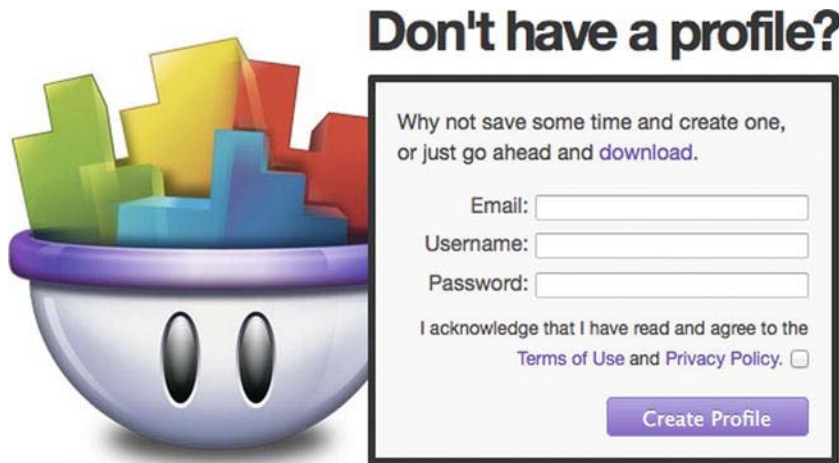 Don't have a profile?
Why not save some time and create one,
or just go ahead and download.
Email:
Username:
Password:
I acknowledge that I have read and agree to the
Terms of Use and Privacy Policy.
Create Profile